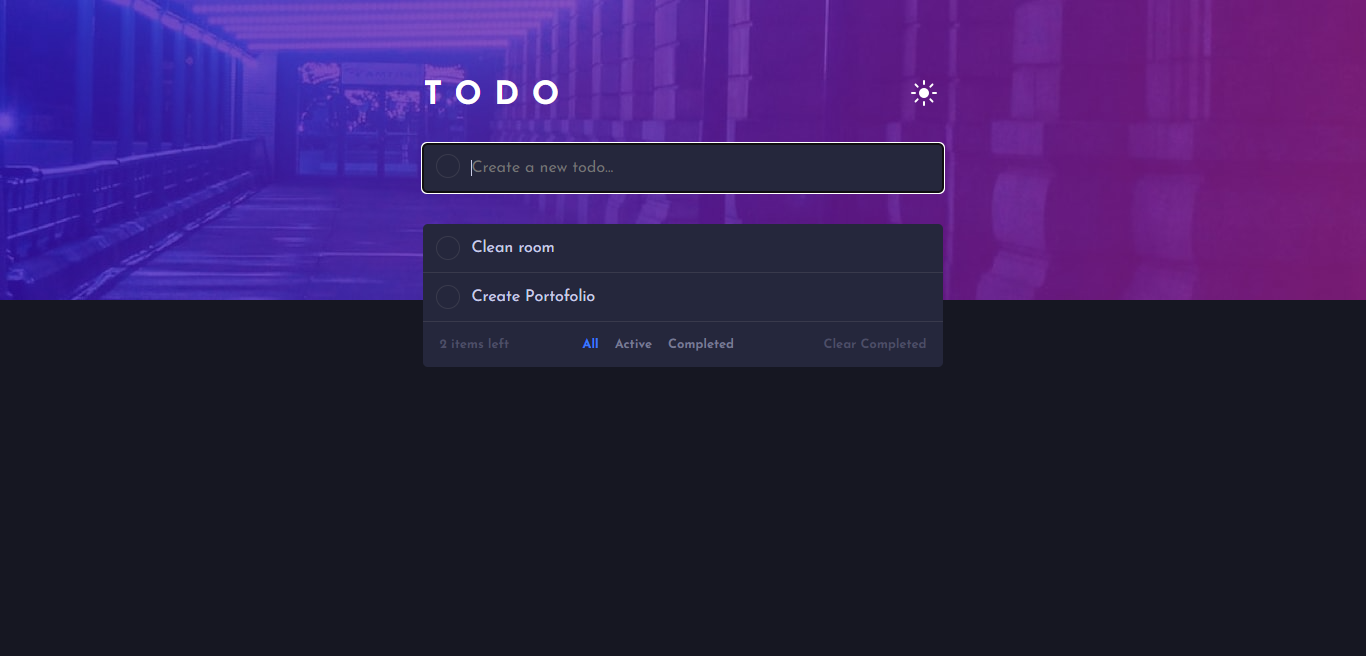 TODO
Create a new todo...
Clean room
Create Portofolio
2 items left All Active Completed Clear Completed